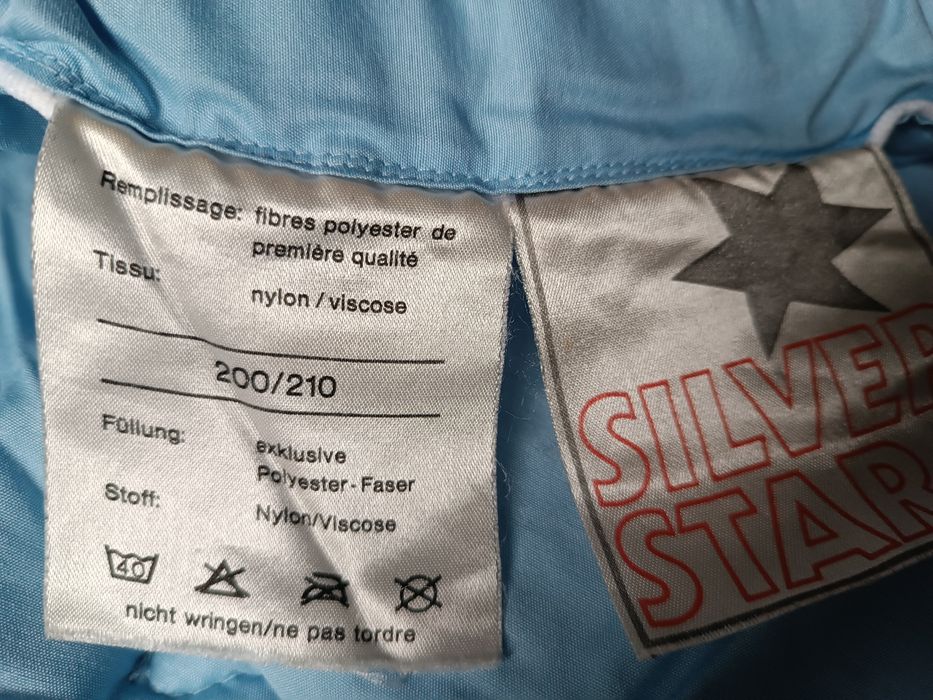 Remplissage: fibres polyester de
première qualité
Tissu:
nylon / viscose
200/210
Füllung: exklusive
Polyester-Faser
Stoff: Nylon/Viscose
40
nicht wringen/ne pas tordre
SILVER
STAR